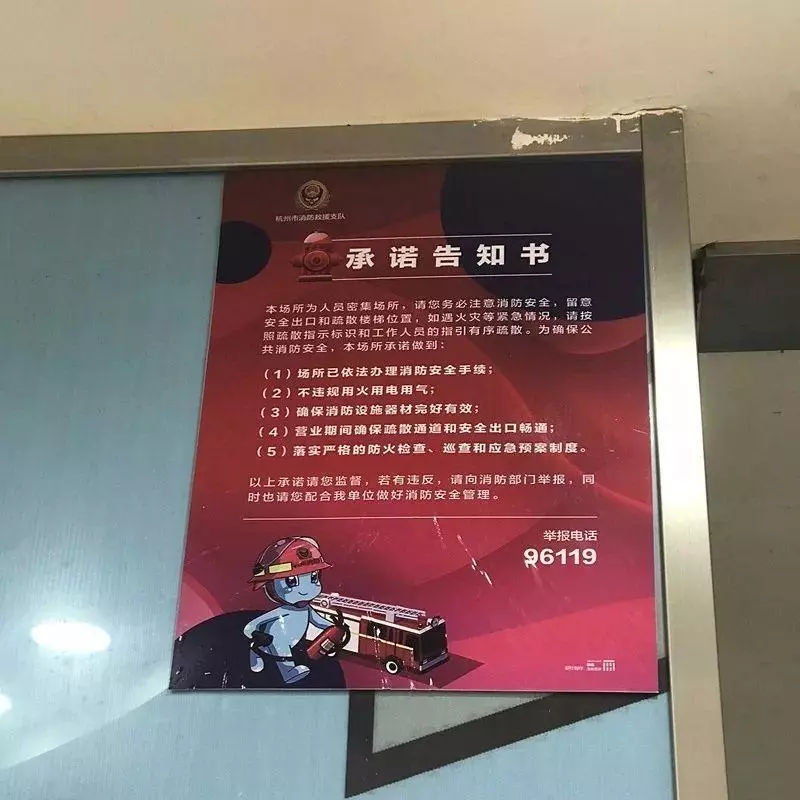 杭州市消防救援支队
承诺告知书
本场所为人员密集场所，请您务必注意消防安全，留意
安全出口和疏散楼梯位置，如遇火灾等紧急情况，请按
照疏散指示标识和工作人员的指引有序疏散。为确保公
共消防安全，本场所承诺做到：
（1）场所已依法办理消防安全手续；
（2）不违规用火用电用气；
（3）确保消防设施器材完好有效；
（4）营业期间确保疏散通道和安全出口畅通；
（5）落实严格的防火检查、巡查和应急预案制度。
以上承诺请您监督，若有违反，请向消防部门举报，同
时也请您配合我单位做好消防安全管理。
举报电话
96119